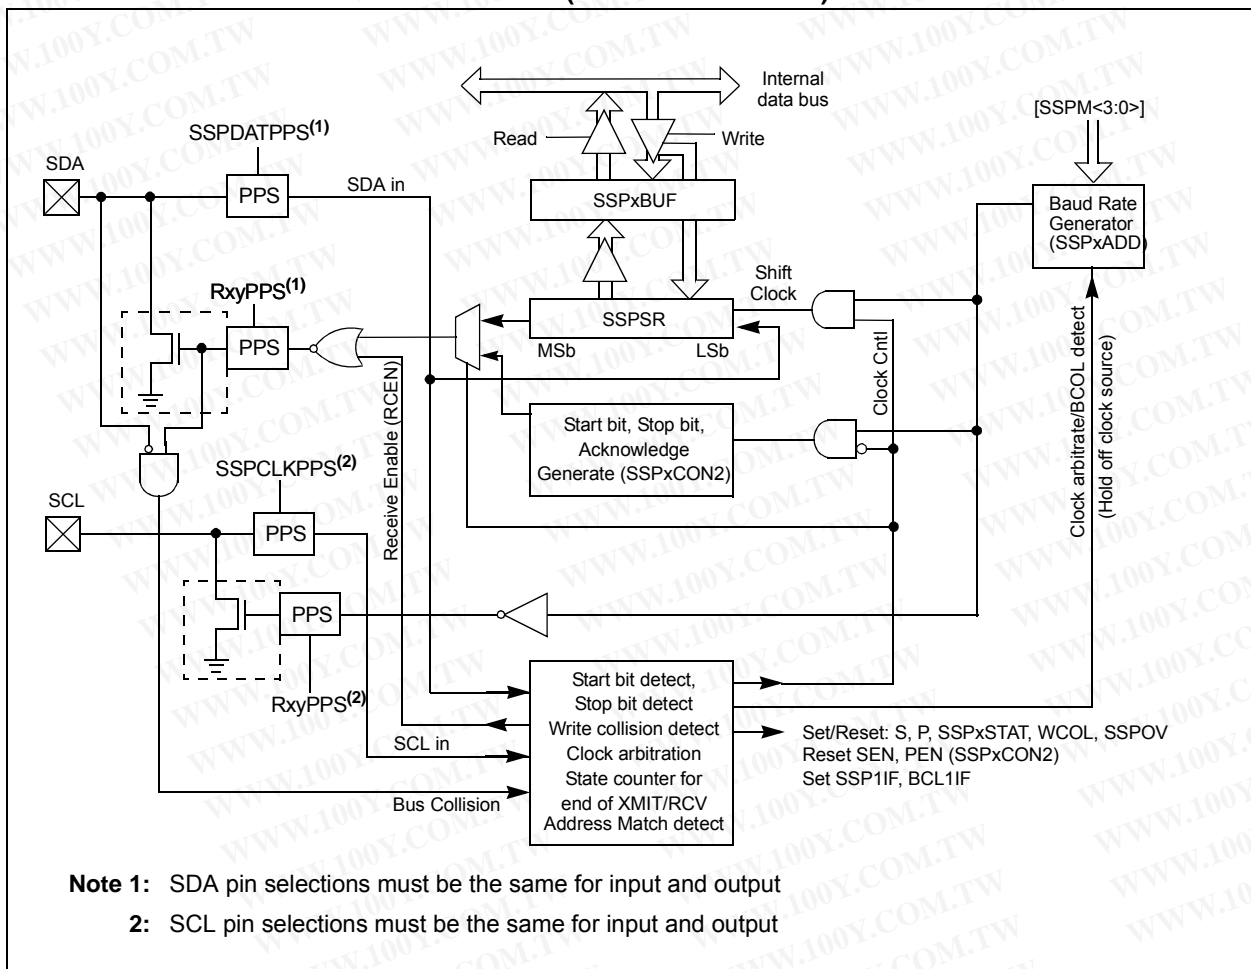 Internal
data bus
[SSPM<3:0>]
SSPDATPPS(1)
Read
Write
SDA
PPS
SDA in
SSPxBUF
Baud Rate
Generator
(SSPxADD)
RxyPPS(1)
Shift
Clock
SSPSR
MSb
LSb
PPS
Clock Cntl
Clock arbitrate/BCOL detect
(Hold off clock source)
Receive Enable (RCEN)
Start bit, Stop bit,
Acknowledge
Generate (SSPxCON2)
SSPCLKPPS(2)
SCL
PPS
PPS
RxyPPS(2)
SCL in
Bus Collision
Start bit detect,
Stop bit detect
Write collision detect
Clock arbitration
State counter for
end of XMIT/RCV
Address Match detect
Set/Reset: S, P, SSPxSTAT, WCOL, SSPOV
Reset SEN, PEN (SSPxCON2)
Set SSP1IF, BCL1IF
Note 1: SDA pin selections must be the same for input and output
2: SCL pin selections must be the same for input and output
WWW.100Y.COM.TW